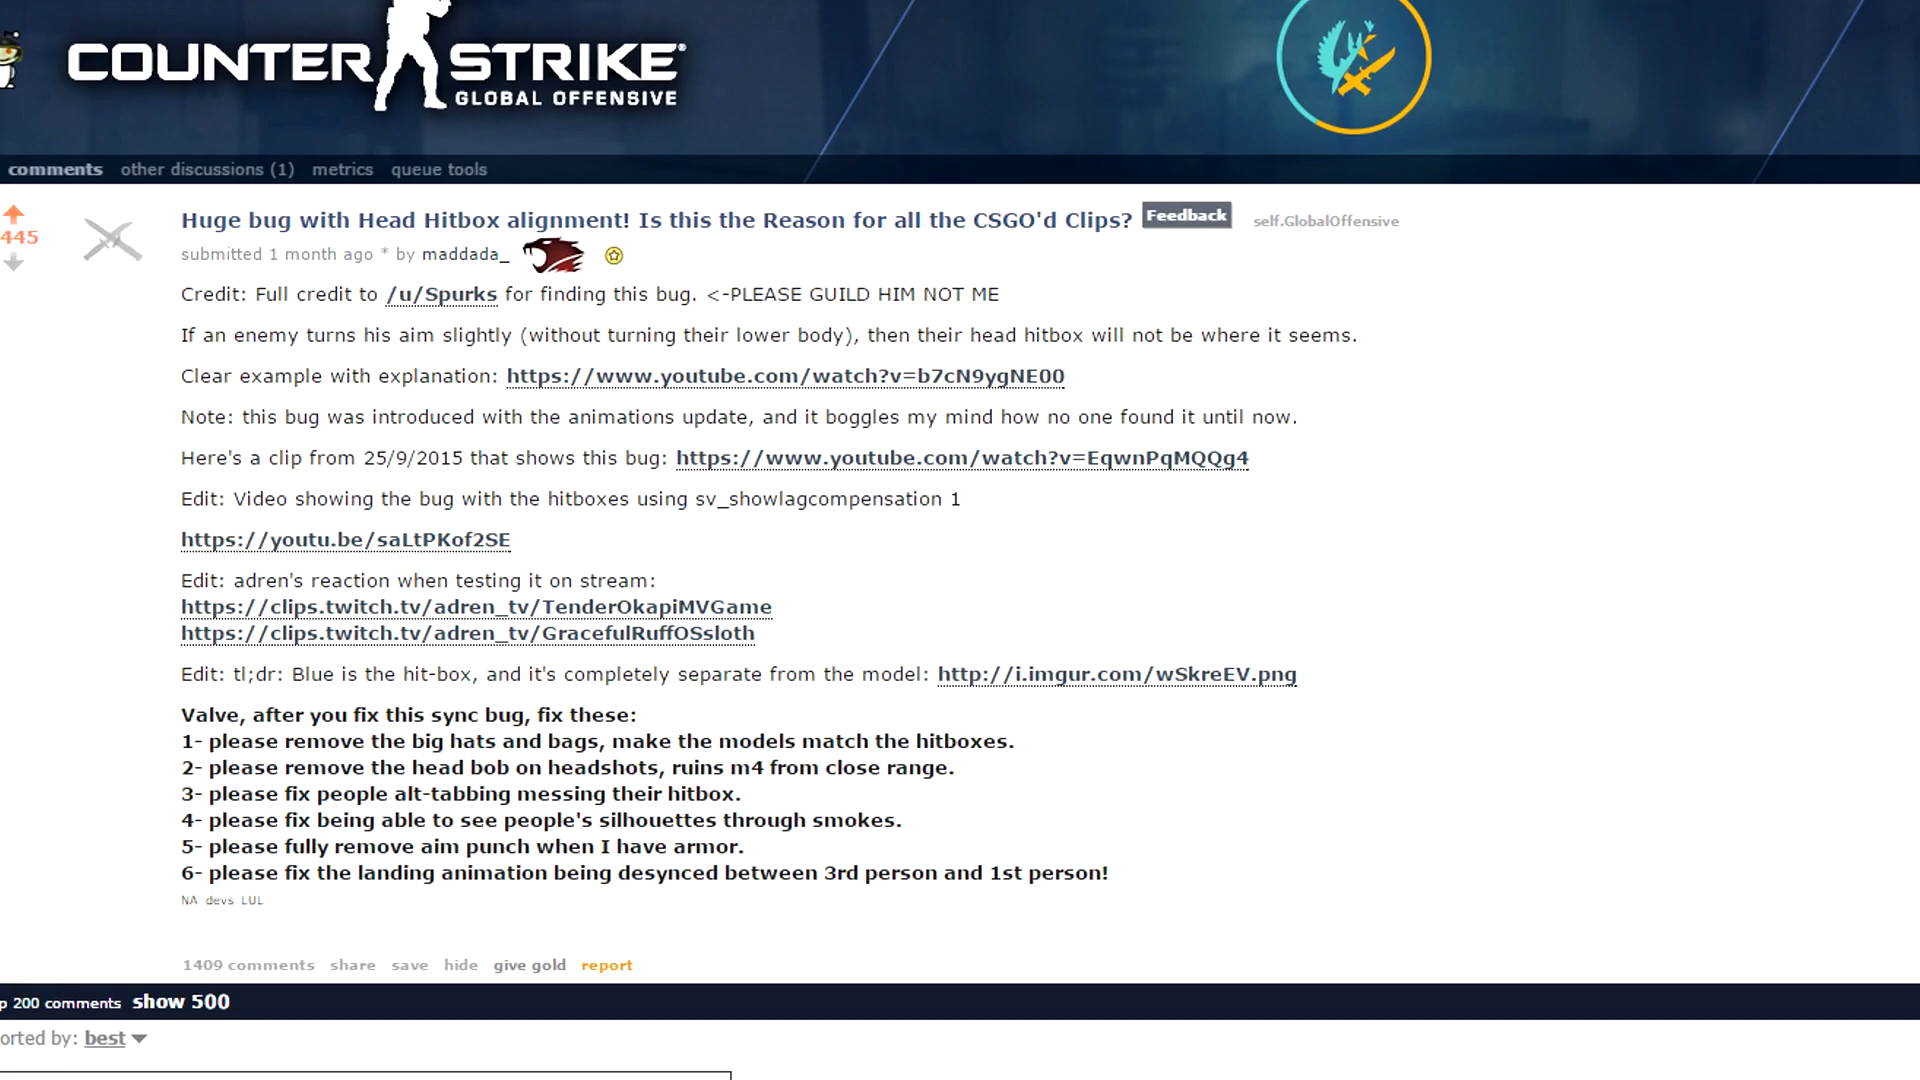 COUNTER STRIKE
GLOBAL OFFENSIVE
comments other discussions (1) metrics queue tools
Huge bug with Head Hitbox alignment! Is this the Reason for all the CSGO'd Clips? Feedback self.GlobalOffensive
445
submitted 1 month ago * by maddada_
Credit: Full credit to /u/Spurks for finding this bug. <-PLEASE GUILD HIM NOT ME
If an enemy turns his aim slightly (without turning their lower body), then their head hitbox will not be where it seems.
Clear example with explanation: https://www.youtube.com/watch?v=b7cN9ygNE00
Note: this bug was introduced with the animations update, and it boggles my mind how no one found it until now.
Here's a clip from 25/9/2015 that shows this bug: https://www.youtube.com/watch?v=EqwnPqMQQg4
Edit: Video showing the bug with the hitboxes using sv_showlagcompensation 1
https://youtu.be/saLtPKof2SE
Edit: adren's reaction when testing it on stream:
https://clips.twitch.tv/adren_tv/TenderOkapiMVGame
https://clips.twitch.tv/adren_tv/GracefulRuffOSsloth
Edit: tl;dr: Blue is the hit-box, and it's completely separate from the model: http://i.imgur.com/wSkreEV.png
Valve, after you fix this sync bug, fix these:
1- please remove the big hats and bags, make the models match the hitboxes.
2- please remove the head bob on headshots, ruins m4 from close range.
3- please fix people alt-tabbing messing their hitbox.
4- please fix being able to see people's silhouettes through smokes.
5- please fully remove aim punch when I have armor.
6- please fix the landing animation being desynced between 3rd person and 1st person!
NA devs LUL
1409 comments share save hide give gold report
p 200 comments show 500
orted by: best